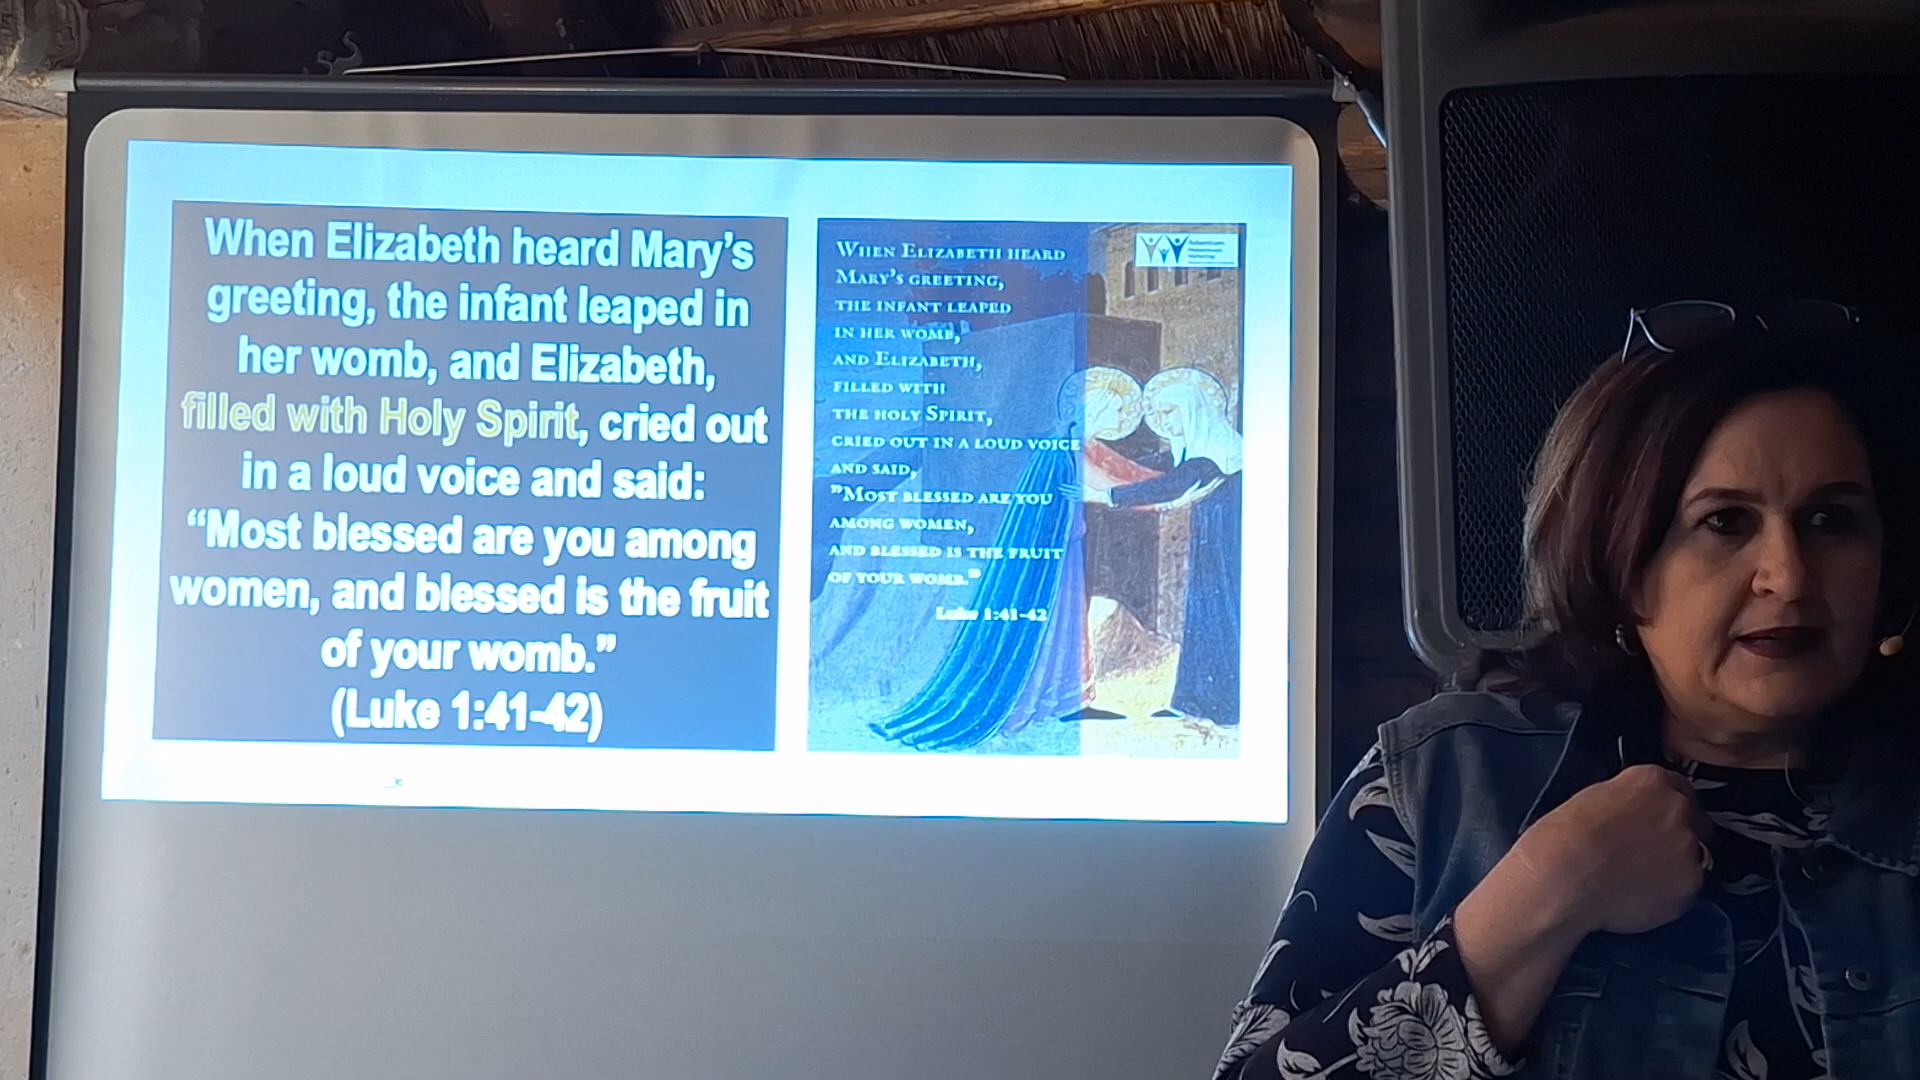 When Elizabeth heard Mary’s
greeting, the infant leaped in
her womb, and Elizabeth,
filled with Holy Spirit, cried out
in a loud voice and said:
“Most blessed are you among
women, and blessed is the fruit
of your womb.”
(Luke 1:41-42)
WHEN ELIZABETH HEARD
MARY’S GREETING,
THE INFANT LEAPED
IN HER WOMB,
AND ELIZABETH,
FILLED WITH
THE HOLY SPIRIT,
CRIED OUT IN A LOUD VOICE
AND SAID,
”MOST BLESSED ARE YOU
AMONG WOMEN,
AND BLESSED IS THE FRUIT
OF YOUR WOMB.”
Luke 1:41-42